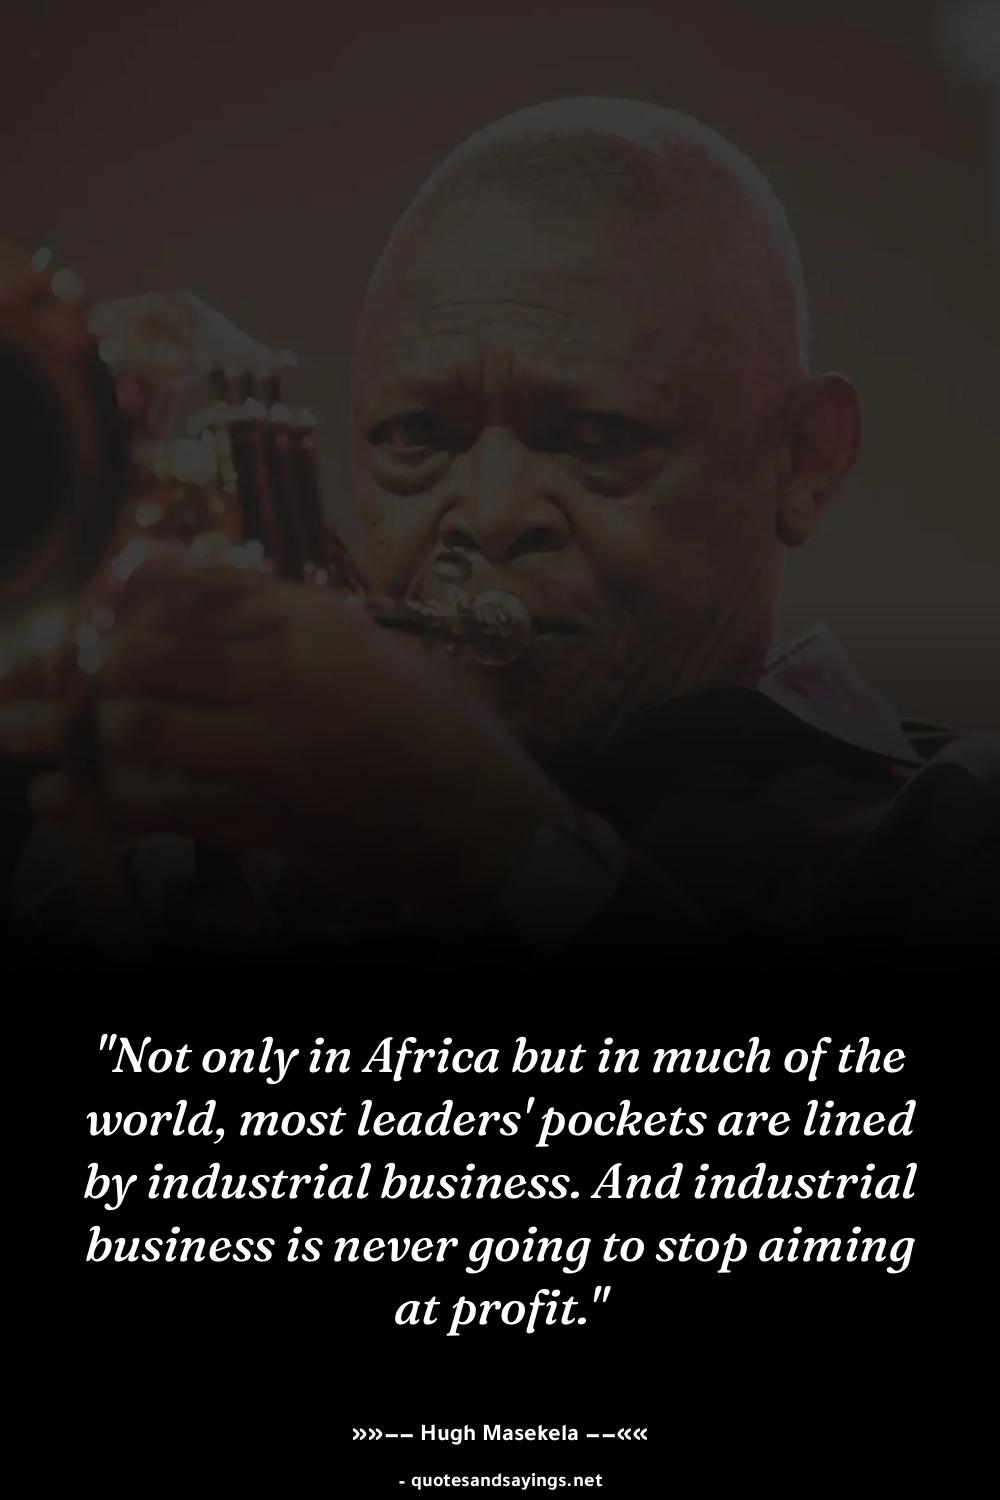 "Not only in Africa but in much of the
world, most leaders' pockets are lined
by industrial business. And industrial
business is never going to stop aiming
at profit."
»»–– Hugh Masekela ––««
- quotesandsayings.net